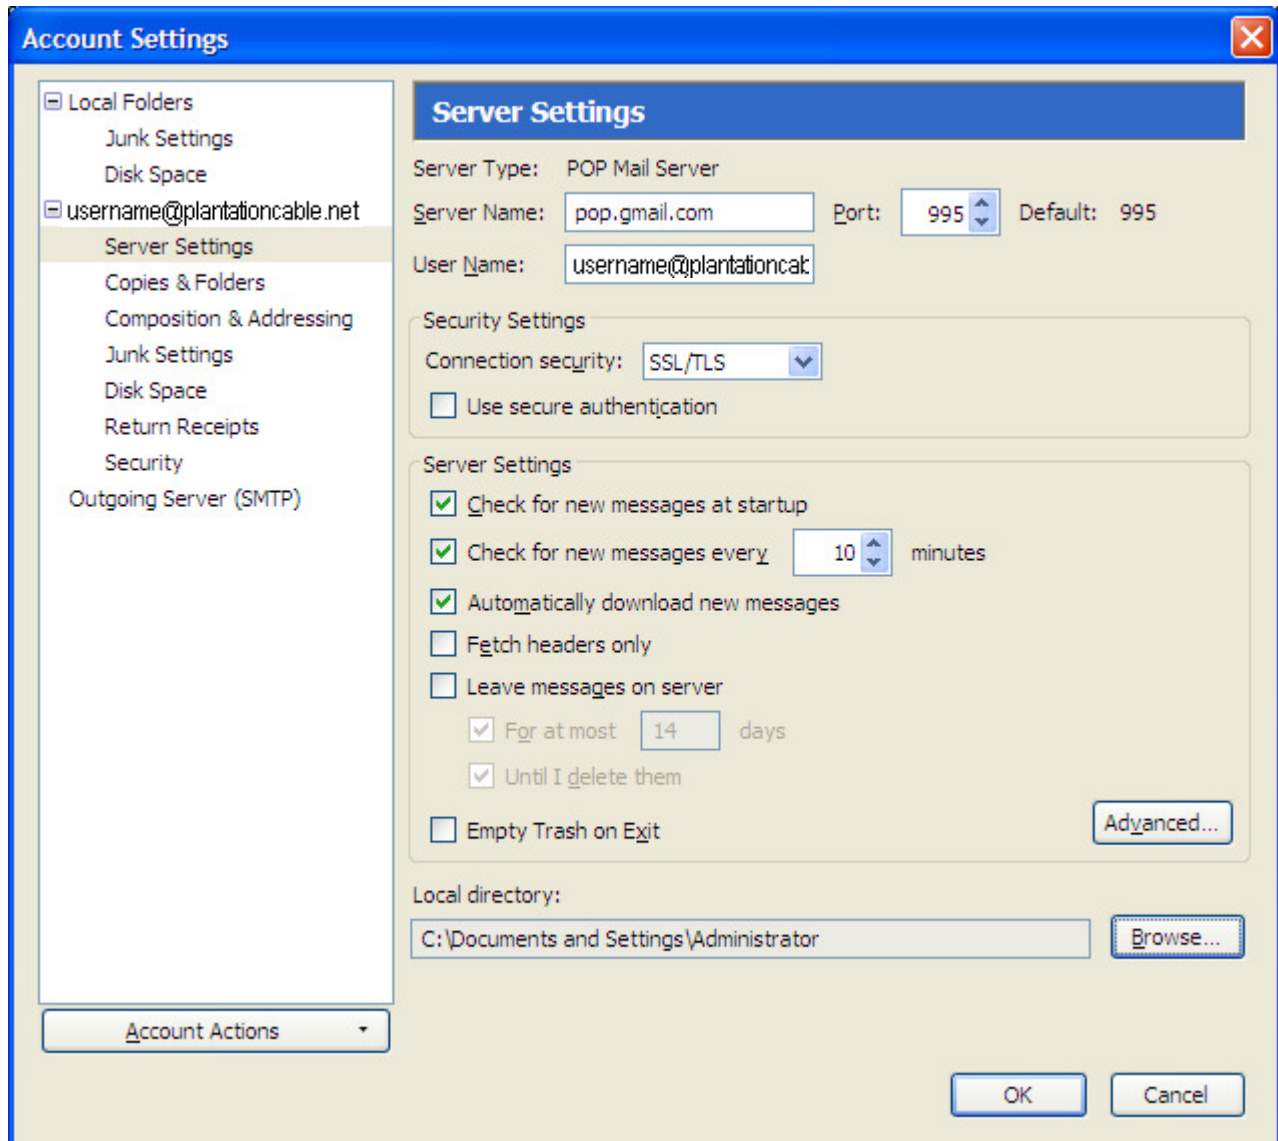 Account Settings
Local Folders
Junk Settings
Disk Space
username@plantationcable.net
Server Settings
Copies & Folders
Composition & Addressing
Junk Settings
Disk Space
Return Receipts
Security
Outgoing Server (SMTP)
Account Actions
Server Settings
Server Type: POP Mail Server
Server Name: pop.gmail.com Port: 995 Default: 995
User Name: username@plantationcab
Security Settings
Connection security: SSL/TLS
Use secure authentication
Server Settings
Check for new messages at startup
Check for new messages every 10 minutes
Automatically download new messages
Fetch headers only
Leave messages on server
For at most 14 days
Until I delete them
Empty Trash on Exit
Advanced...
Local directory:
C:\Documents and Settings\Administrator
Browse...
OK Cancel